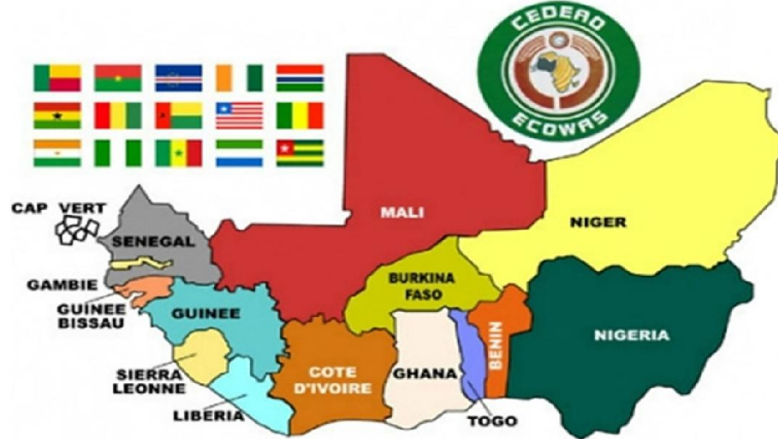 CEDEAO
ECOWAS
CAP VERT
SENEGAL
MALI
NIGER
GAMBIE
GUINEE
BISSAU
GUINEE
BURKINA
FASO
NIGERIA
SIERRA
LEONNE
COTE
D'IVOIRE
GHANA
BENIN
LIBERIA
TOGO